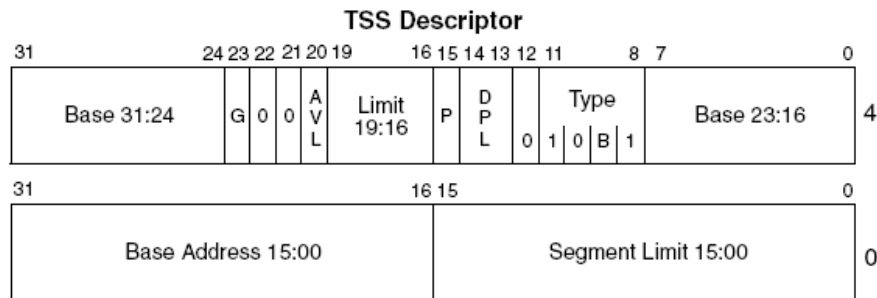 TSS Descriptor
31 24 23 22 21 20 19 16 15 14 13 12 11 8 7 0
Base 31:24 G 0 0 AVL Limit 19:16 P DPL 0 Type 1 0 B 1 Base 23:16 4
31 16 15 0
Base Address 15:00 Segment Limit 15:00 0